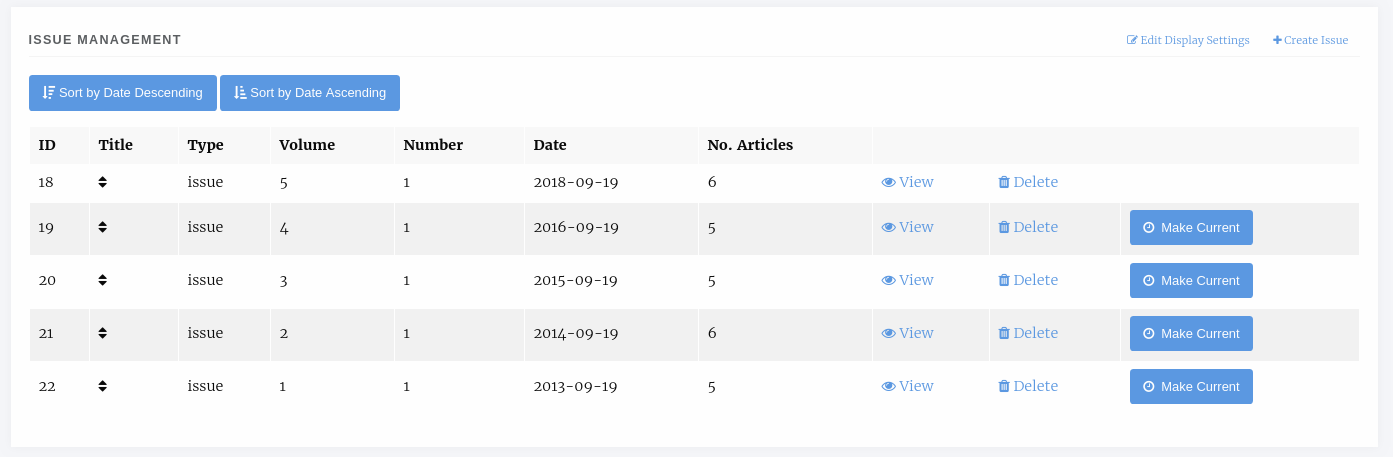 ISSUE MANAGEMENT Edit Display Settings Create Issue
Sort by Date Descending Sort by Date Ascending
ID Title Type Volume Number Date No. Articles
18 issue 5 1 2018-09-19 6 View Delete
19 issue 4 1 2016-09-19 5 View Delete Make Current
20 issue 3 1 2015-09-19 5 View Delete Make Current
21 issue 2 1 2014-09-19 6 View Delete Make Current
22 issue 1 1 2013-09-19 5 View Delete Make Current